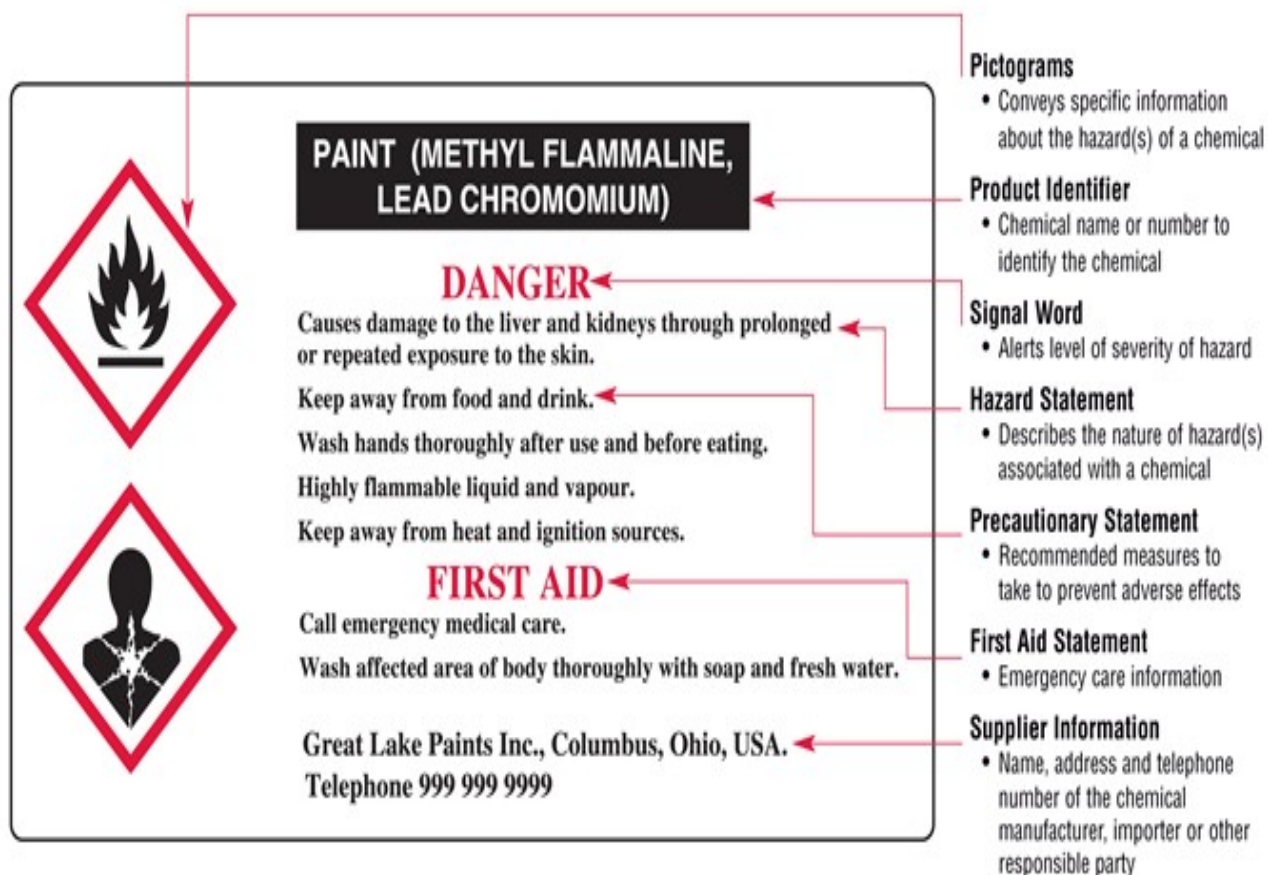 PAINT (METHYL FLAMMALINE,
LEAD CHROMOMIUM)
DANGER
Causes damage to the liver and kidneys through prolonged
or repeated exposure to the skin.
Keep away from food and drink.
Wash hands thoroughly after use and before eating.
Highly flammable liquid and vapour.
Keep away from heat and ignition sources.
FIRST AID
Call emergency medical care.
Wash affected area of body thoroughly with soap and fresh water.
Great Lake Paints Inc., Columbus, Ohio, USA.
Telephone 999 999 9999
Pictograms
• Conveys specific information
about the hazard(s) of a chemical
Product Identifier
• Chemical name or number to
identify the chemical
Signal Word
• Alerts level of severity of hazard
Hazard Statement
• Describes the nature of hazard(s)
associated with a chemical
Precautionary Statement
• Recommended measures to
take to prevent adverse effects
First Aid Statement
• Emergency care information
Supplier Information
• Name, address and telephone
number of the chemical
manufacturer, importer or other
responsible party